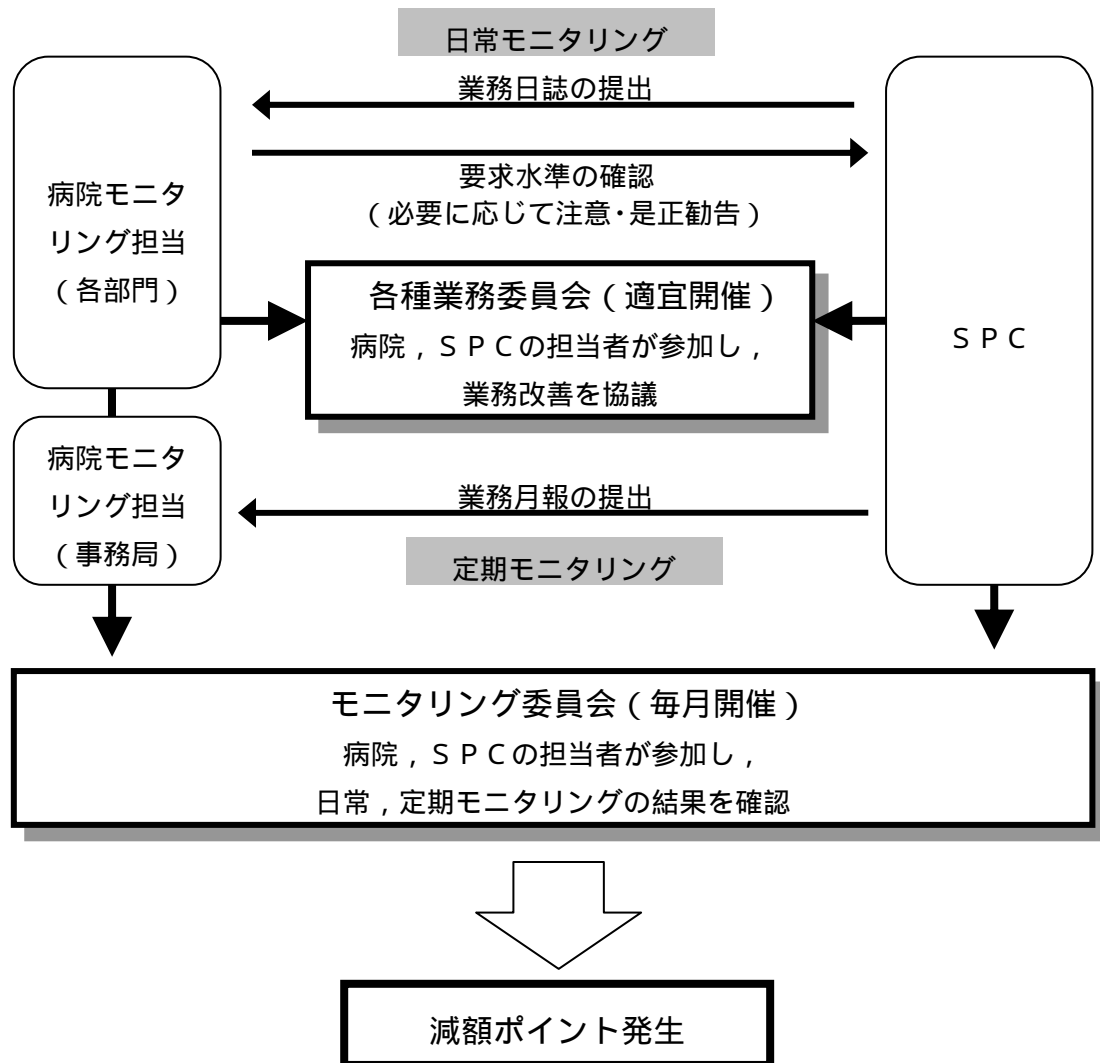 日常モニタリング
業務日誌の提出
要求水準の確認
（必要に応じて注意・是正勧告）
病院モニタ
リング担当
（各部門）
各種業務委員会（適宜開催）
病院，ＳＰＣの担当者が参加し，
業務改善を協議
ＳＰＣ
病院モニタ
リング担当
（事務局）
業務月報の提出
定期モニタリング
モニタリング委員会（毎月開催）
病院，ＳＰＣの担当者が参加し，
日常，定期モニタリングの結果を確認
減額ポイント発生